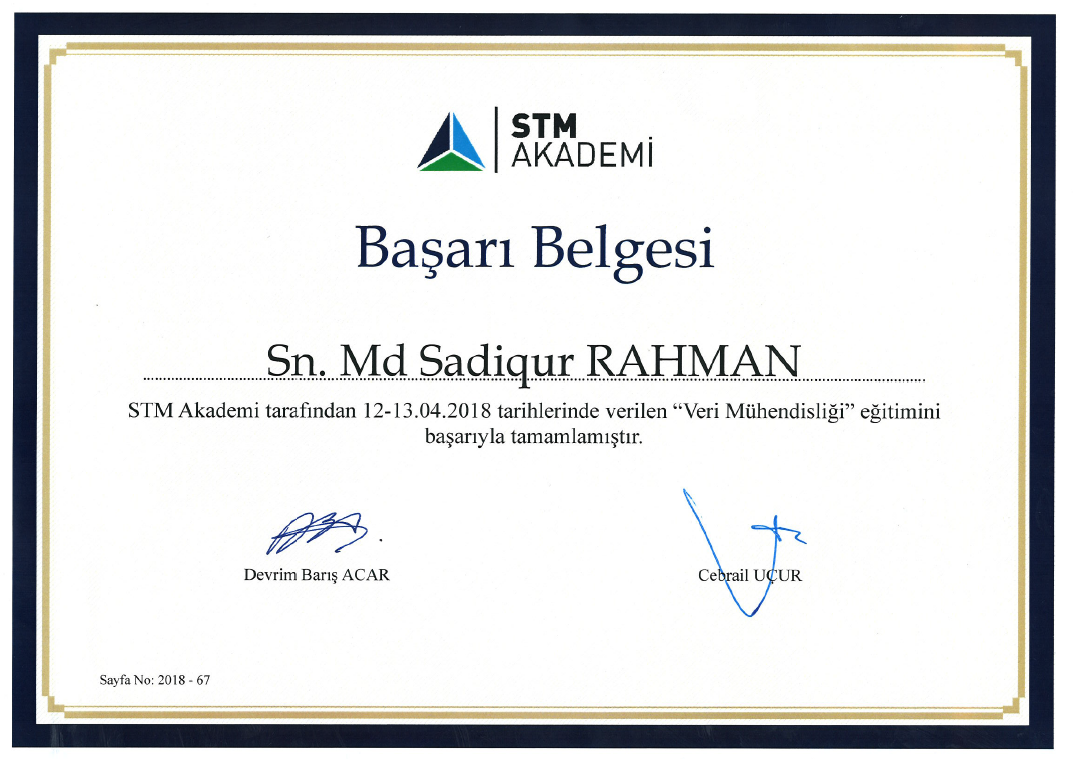 STM
AKADEMİ
Başarı Belgesi
Sn. Md Sadiqur RAHMAN
STM Akademi tarafından 12-13.04.2018 tarihlerinde verilen “Veri Mühendisliği” eğitimini
başarıyla tamamlamıştır.
Devrim Barış ACAR
Cebrail UÇUR
Sayfa No: 2018 - 67